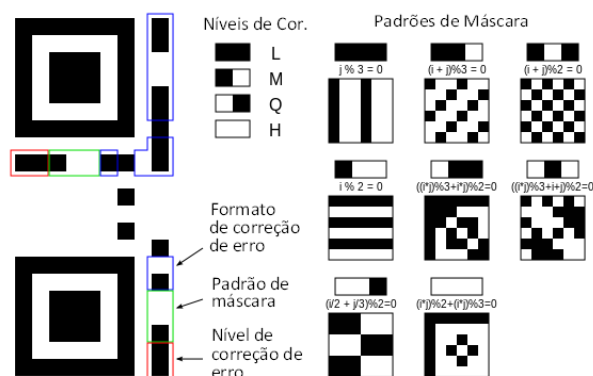 Níveis de Cor.
L
M
Q
H
Padrões de Máscara
j % 3 = 0
(i + j)%3 = 0
(i + j)%2 = 0
i % 2 = 0
((i*j)%3+i*j)%2=0
((i*j)%3+i+j)%2=0
(i/2 + j/3)%2=0
(i*j)%2+(i*j)%3=0
Formato
de correção
de erro
Padrão de
máscara
Nível de
correção de
erro